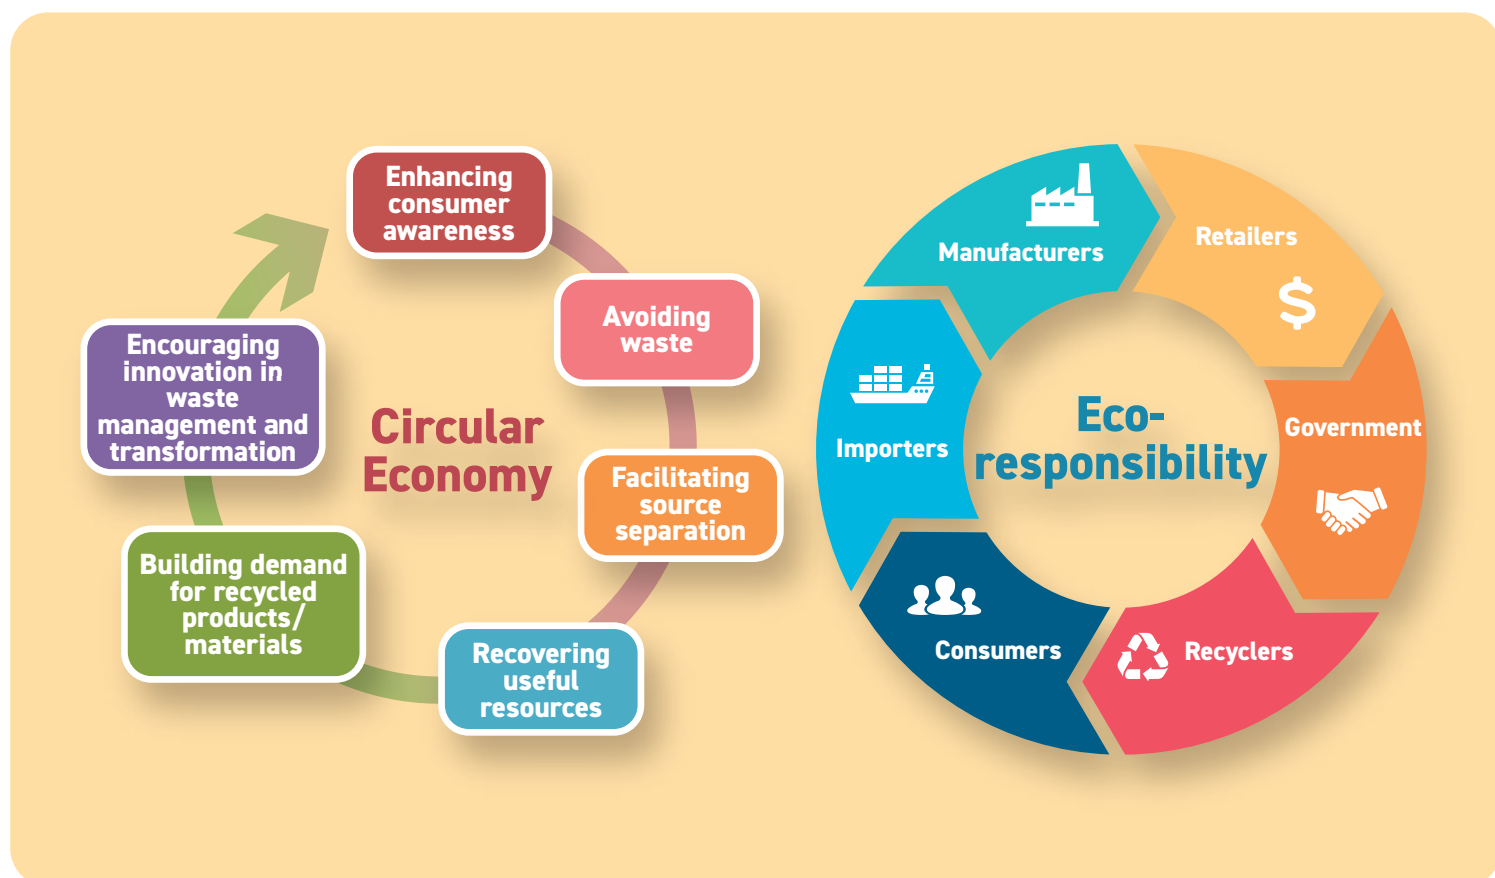 Enhancing
consumer
awareness
Avoiding
waste
Facilitating
source
separation
Recovering
useful
resources
Building demand
for recycled
products/
materials
Encouraging
innovation in
waste
management and
transformation
Circular
Economy
Manufacturers
Retailers
$
Government
Recyclers
Consumers
Importers
Eco-
responsibility